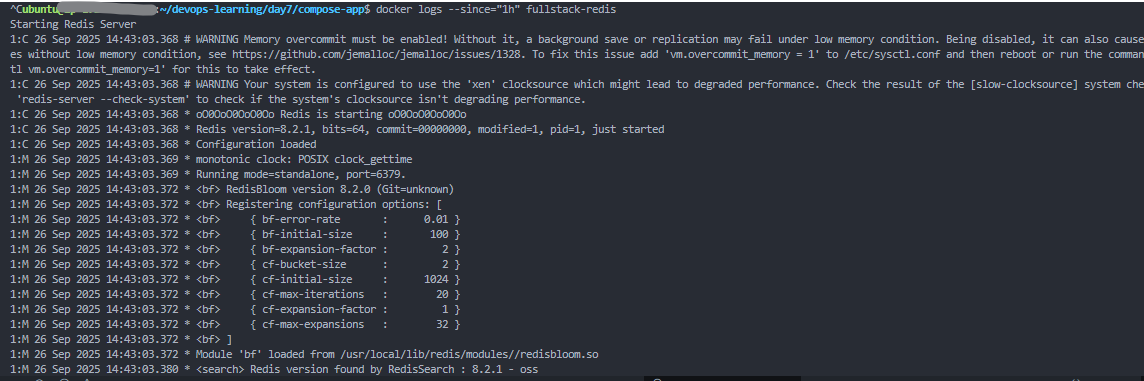 ^Cubuntu :~/devops-learning/day7/compose-app$ docker logs --since="1h" fullstack-redis
Starting Redis Server
1:C 26 Sep 2025 14:43:03.368 # WARNING Memory overcommit must be enabled! Without it, a background save or replication may fail under low memory condition. Being disabled, it can also cause
es without low memory condition, see https://github.com/jemalloc/jemalloc/issues/1328. To fix this issue add 'vm.overcommit_memory = 1' to /etc/sysctl.conf and then reboot or run the comman
tl vm.overcommit_memory=1' for this to take effect.
1:C 26 Sep 2025 14:43:03.368 # WARNING Your system is configured to use the 'xen' clocksource which might lead to degraded performance. Check the result of the [slow-clocksource] system che
'redis-server --check-system' to check if the system's clocksource isn't degrading performance.
1:C 26 Sep 2025 14:43:03.368 * oO0OoO0OoO0Oo Redis is starting oO0OoO0OoO0Oo
1:C 26 Sep 2025 14:43:03.368 * Redis version=8.2.1, bits=64, commit=00000000, modified=1, pid=1, just started
1:C 26 Sep 2025 14:43:03.368 * Configuration loaded
1:M 26 Sep 2025 14:43:03.369 * monotonic clock: POSIX clock_gettime
1:M 26 Sep 2025 14:43:03.369 * Running mode=standalone, port=6379.
1:M 26 Sep 2025 14:43:03.372 * <bf> RedisBloom version 8.2.0 (Git=unknown)
1:M 26 Sep 2025 14:43:03.372 * <bf> Registering configuration options: [
1:M 26 Sep 2025 14:43:03.372 * <bf> { bf-error-rate : 0.01 }
1:M 26 Sep 2025 14:43:03.372 * <bf> { bf-initial-size : 100 }
1:M 26 Sep 2025 14:43:03.372 * <bf> { bf-expansion-factor : 2 }
1:M 26 Sep 2025 14:43:03.372 * <bf> { cf-bucket-size : 2 }
1:M 26 Sep 2025 14:43:03.372 * <bf> { cf-initial-size : 1024 }
1:M 26 Sep 2025 14:43:03.372 * <bf> { cf-max-iterations : 20 }
1:M 26 Sep 2025 14:43:03.372 * <bf> { cf-expansion-factor : 1 }
1:M 26 Sep 2025 14:43:03.372 * <bf> { cf-max-expansions : 32 }
1:M 26 Sep 2025 14:43:03.372 * <bf> ]
1:M 26 Sep 2025 14:43:03.372 * Module 'bf' loaded from /usr/local/lib/redis/modules//redisbloom.so
1:M 26 Sep 2025 14:43:03.380 * <search> Redis version found by RedisSearch : 8.2.1 - oss